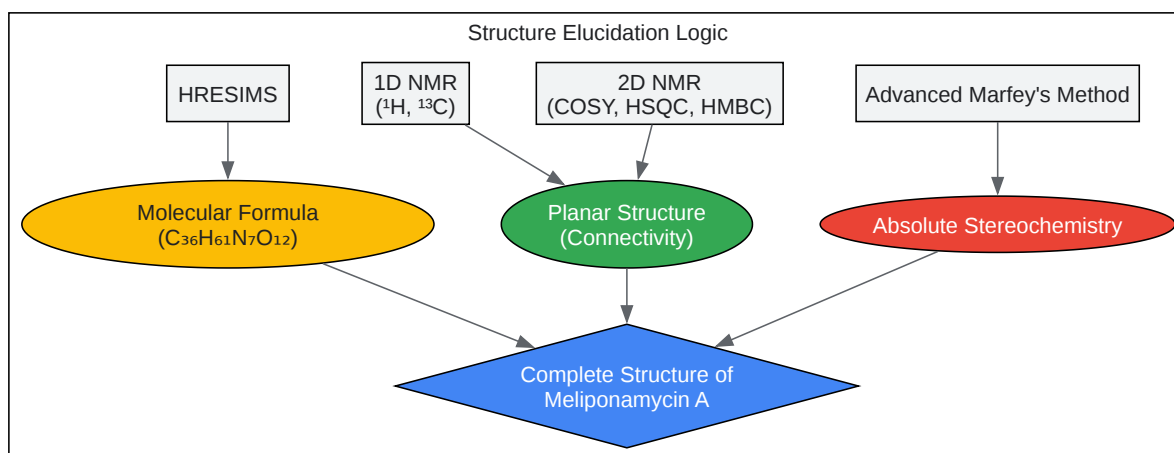 Structure Elucidation Logic
HRESIMS
1D NMR
(¹H, ¹³C)
2D NMR
(COSY, HSQC, HMBC)
Advanced Marfey's Method
Molecular Formula
(C₃₆H₆₁N₇O₁₂)
Planar Structure
(Connectivity)
Absolute Stereochemistry
Complete Structure of
Meliponamycin A